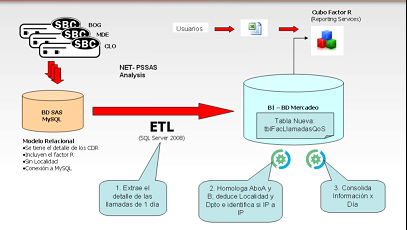 SBC BOG
SBC MDE
SBC CLO
Usuarios
Cubo Factor R
(Reporting Services)
NET- PSSAS
Analysis
BD SAS
MySQL
ETL
(SQL Server 2008)
BI – BD Mercadeo
Tabla Nueva:
tblFacLlamadasQoS
Modelo Relacional
•Se tiene el detalle de los CDR
•Incluyen el factor R
•Sin Localidad
•Conexión a MySQL
1. Extrae el
detalle de las
llamadas de 1 día
2. Homologa AboA y
B, deduce Localidad y
Dpto e identifica si IP a
IP
3. Consolida
Información x
Día